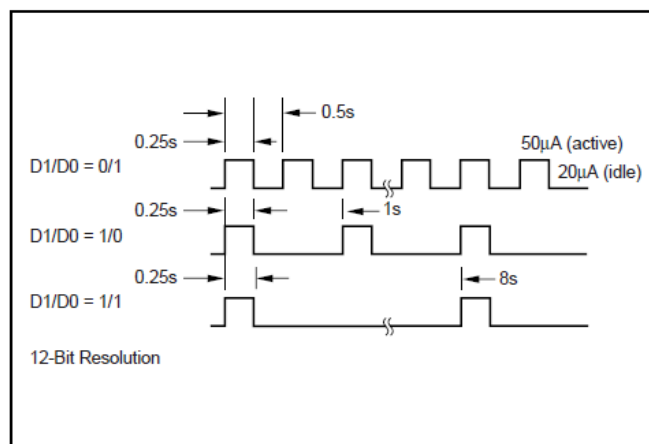 0.5s
0.25s
50μA (active)
D1/D0 = 0/1
20μA (idle)
0.25s
1s
D1/D0 = 1/0
0.25s
8s
D1/D0 = 1/1
12-Bit Resolution